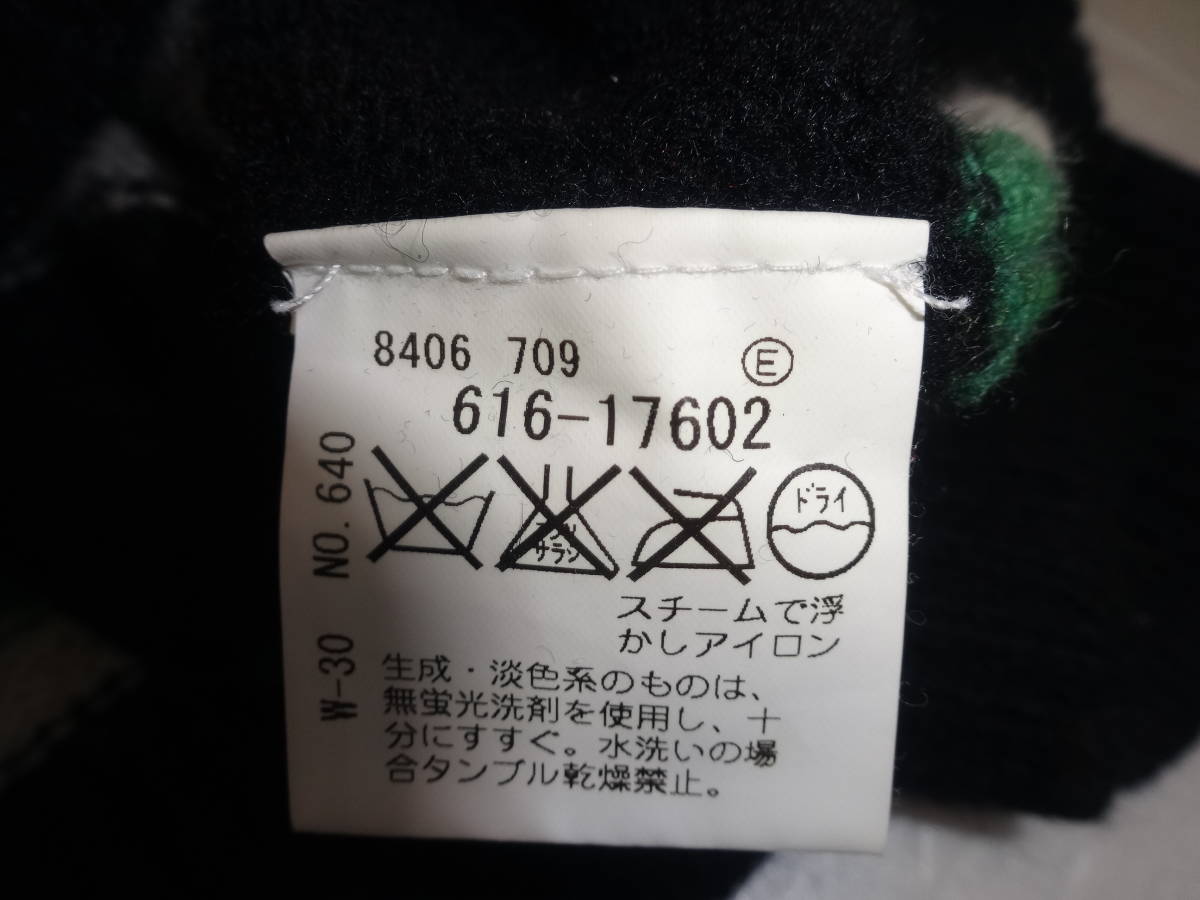 8406 709 Ⓔ
616-17602
NO. 640
サラシ
ドライ
スチームで浮
かしアイロン
W-30
生成・淡色系のものは、
無蛍光洗剤を使用し、十
分にすすぐ。水洗いの場
合タンブル乾燥禁止。